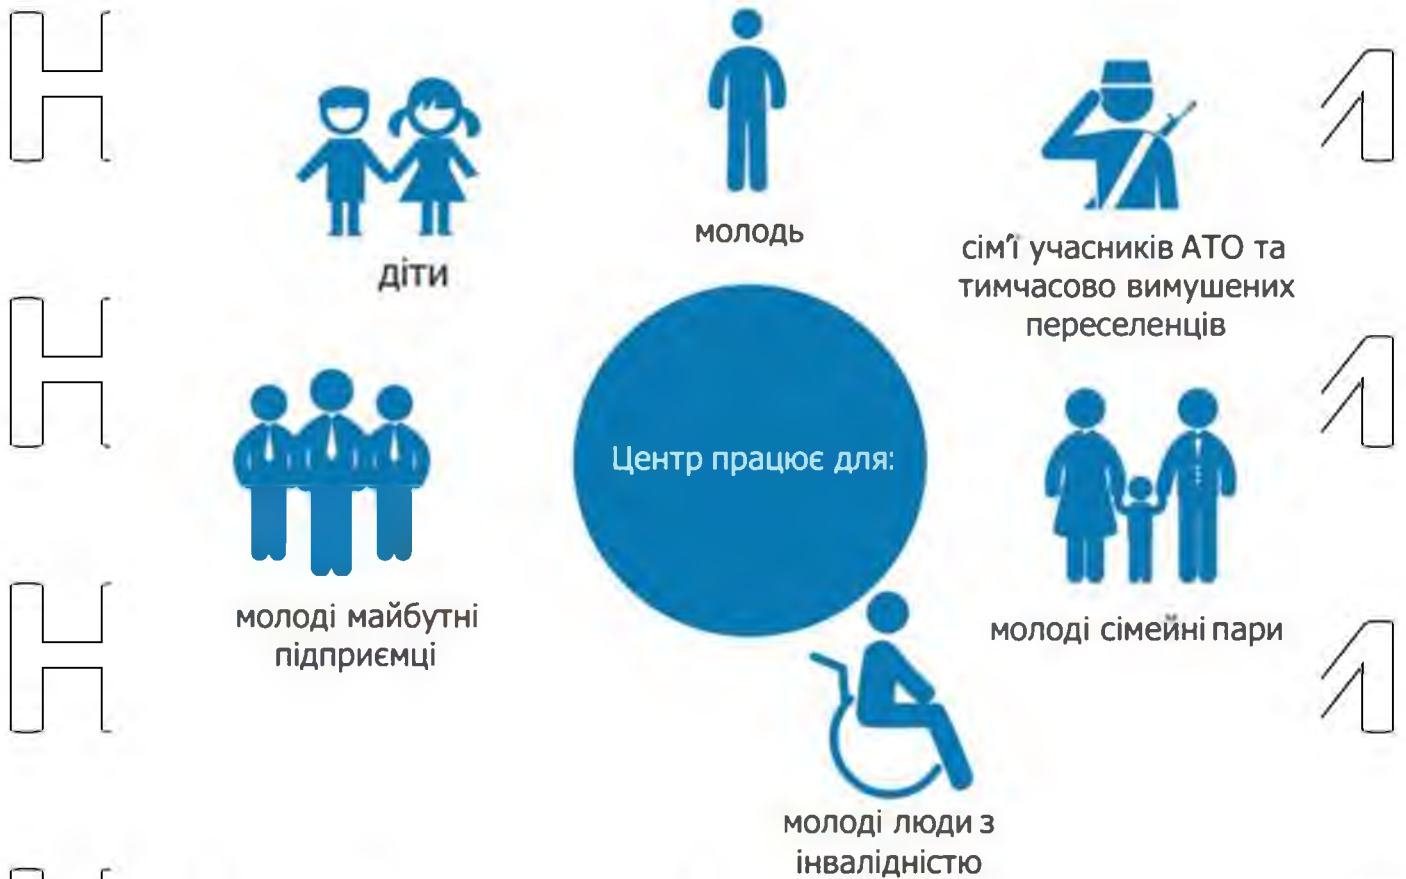 молодь
діти
сім'ї учасників АТО та
тимчасово вимушених
переселенців
Центр працює для:
молоді майбутні
підприємці
молоді сімейні пари
молоді люди з
інвалідністю